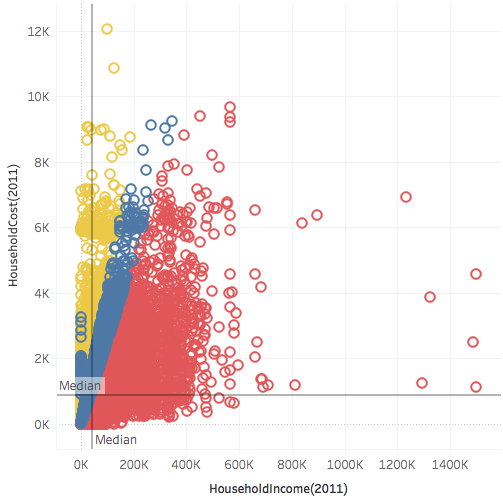 12K
10K
8K
6K
4K
2K
0K
HouseholdCost(2011)
Median
Median
0K 200K 400K 600K 800K 1000K 1200K 1400K
HouseholdIncome(2011)